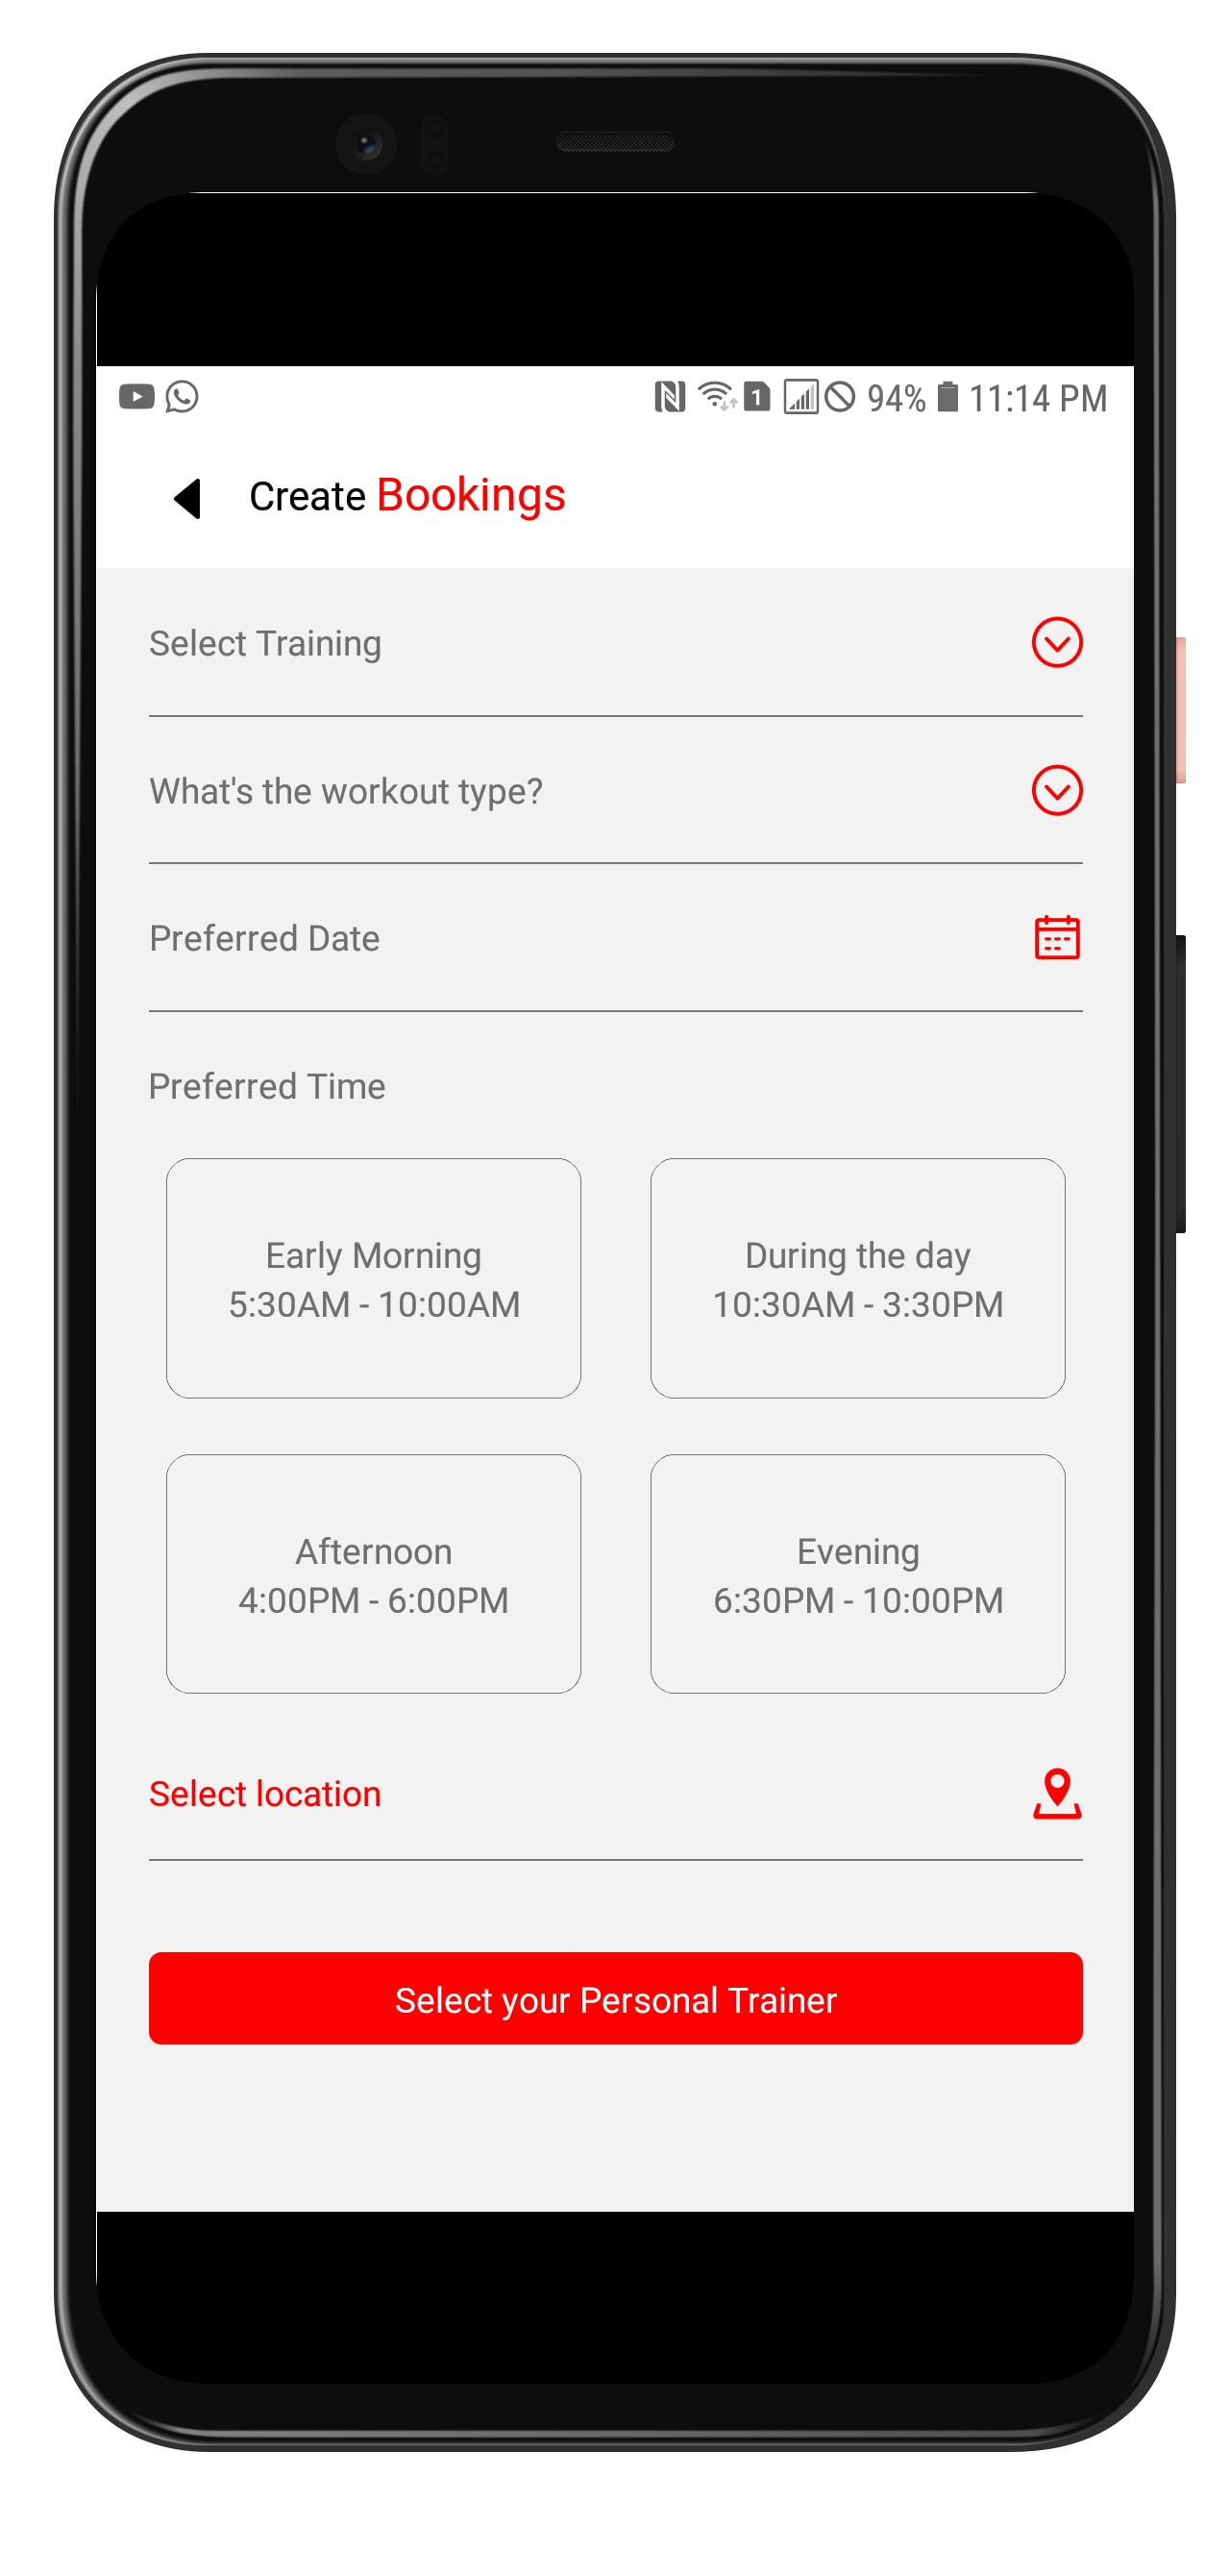 94% 11:14 PM
Create Bookings
Select Training
What's the workout type?
Preferred Date
Preferred Time
Early Morning
5:30AM - 10:00AM
During the day
10:30AM - 3:30PM
Afternoon
4:00PM - 6:00PM
Evening
6:30PM - 10:00PM
Select location
Select your Personal Trainer